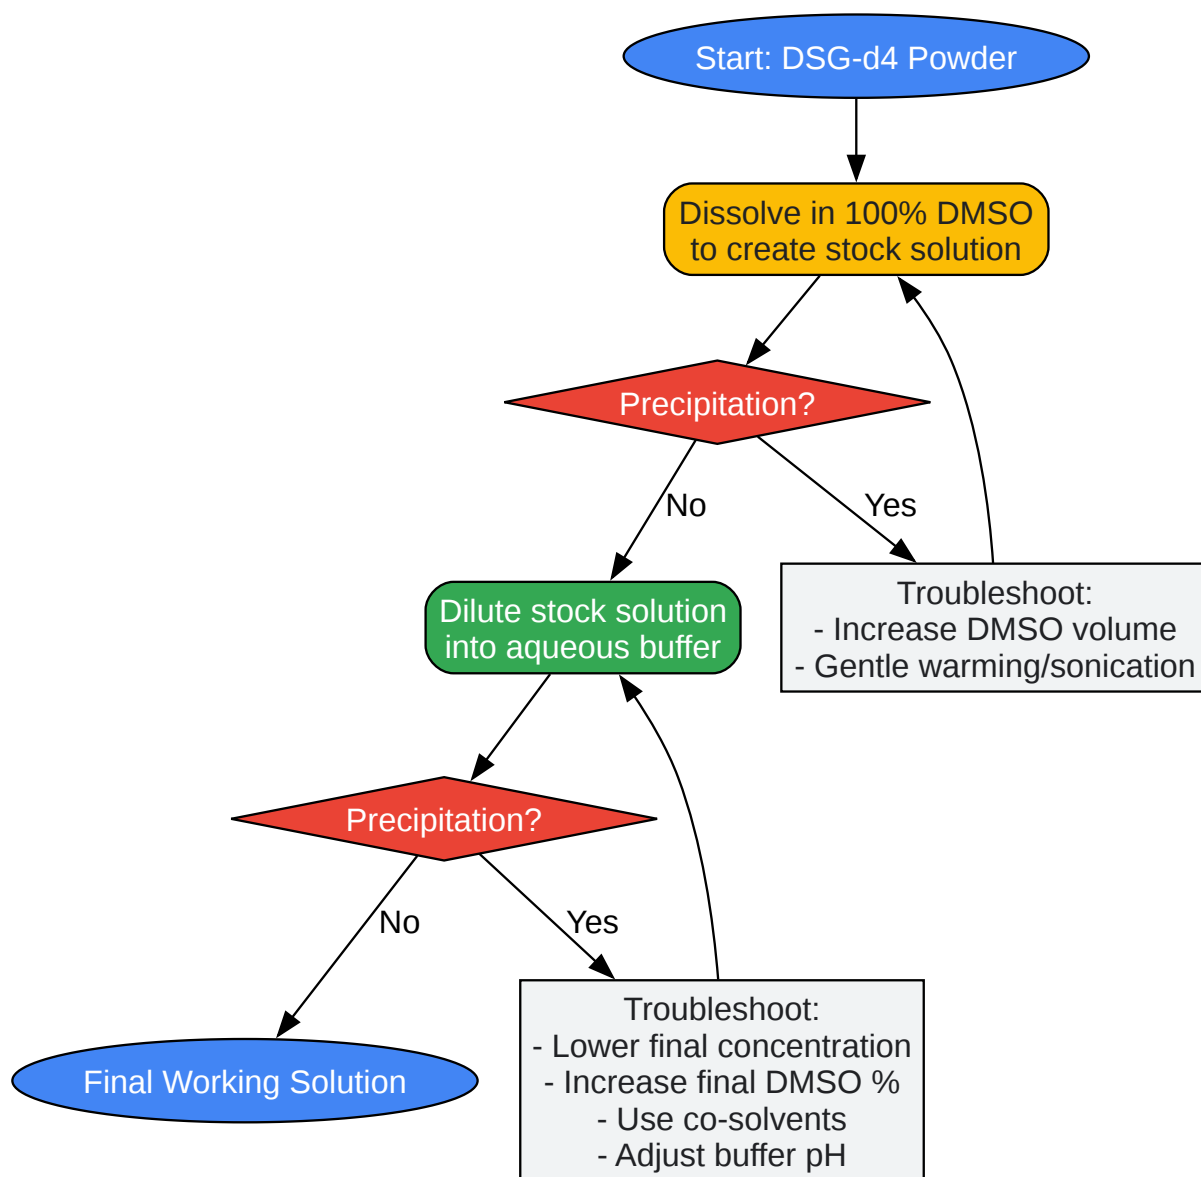 Start: DSG-d4 Powder
Dissolve in 100% DMSO
to create stock solution
Precipitation?
No
Yes
Dilute stock solution
into aqueous buffer
Troubleshoot:
- Increase DMSO volume
- Gentle warming/sonication
Precipitation?
No
Yes
Final Working Solution
Troubleshoot:
- Lower final concentration
- Increase final DMSO %
- Use co-solvents
- Adjust buffer pH